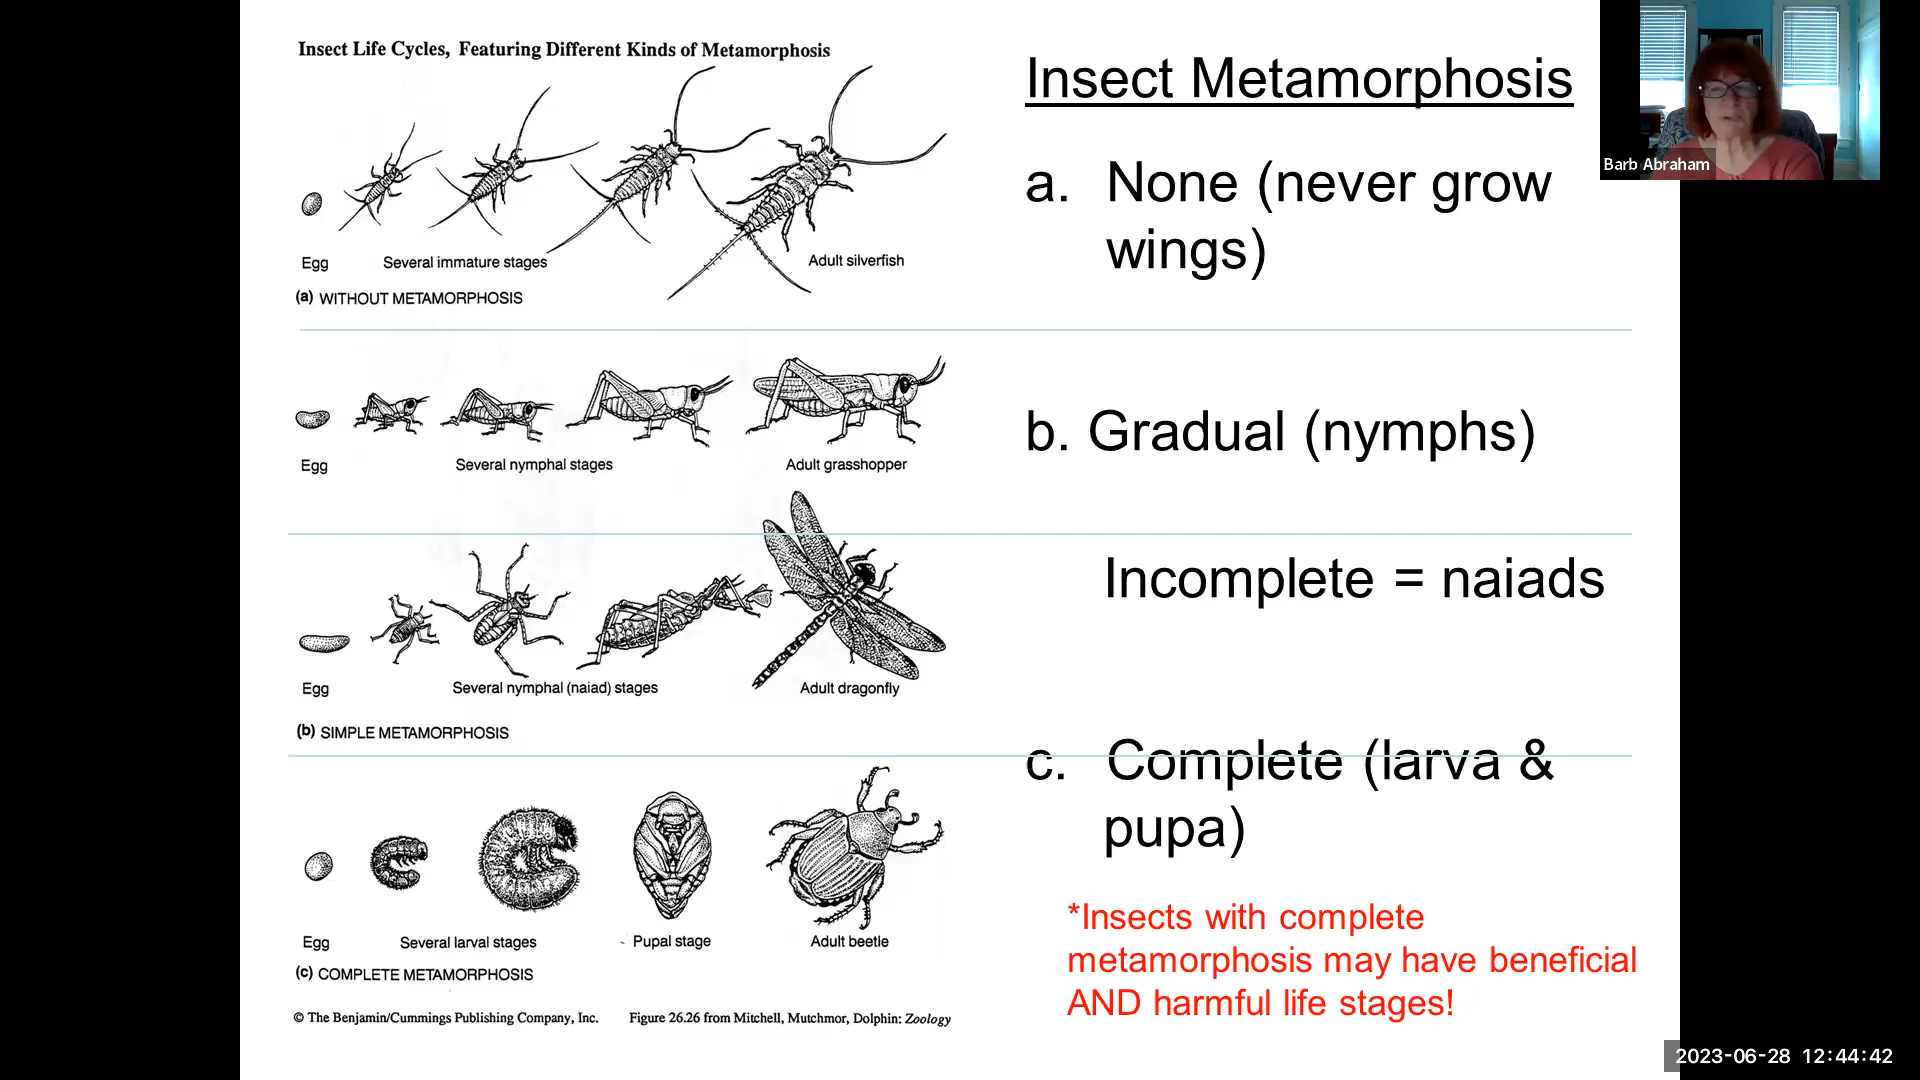 Insect Life Cycles, Featuring Different Kinds of Metamorphosis
Egg
Several immature stages
Adult silverfish
(a) WITHOUT METAMORPHOSIS
Egg
Several nymphal stages
Adult grasshopper
Egg
Several nymphal (naiad) stages
Adult dragonfly
(b) SIMPLE METAMORPHOSIS
Egg
Several larval stages
Pupal stage
Adult beetle
(c) COMPLETE METAMORPHOSIS
© The Benjamin/Cummings Publishing Company, Inc.
Figure 26.26 from Mitchell, Mutchmor, Dolphin: Zoology
Insect Metamorphosis
a. None (never grow
wings)
b. Gradual (nymphs)
Incomplete = naiads
c. Complete (larva &
pupa)
*Insects with complete
metamorphosis may have beneficial
AND harmful life stages!
Barb Abraham
2023-06-28 12:44:42